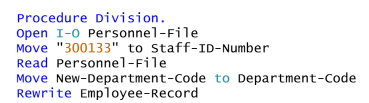 Procedure Division.
Open I-O Personnel-File
Move "300133" to Staff-ID-Number
Read Personnel-File
Move New-Department-Code to Department-Code
Rewrite Employee-Record